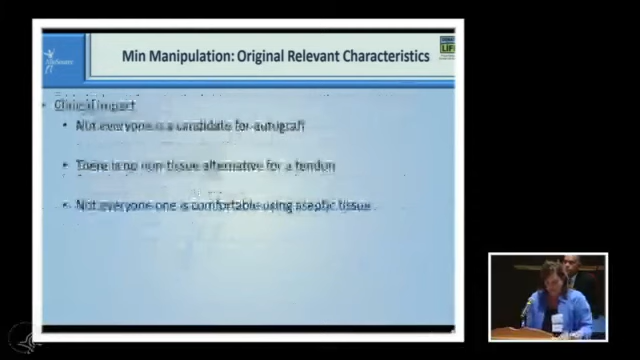 Min Manipulation: Original Relevant Characteristics
LIFE
• Clinical Impact
• Not everyone is a candidate for autograft
• There is no non tissue alternative for a tendon
• Not everyone one is comfortable using aseptic tissue